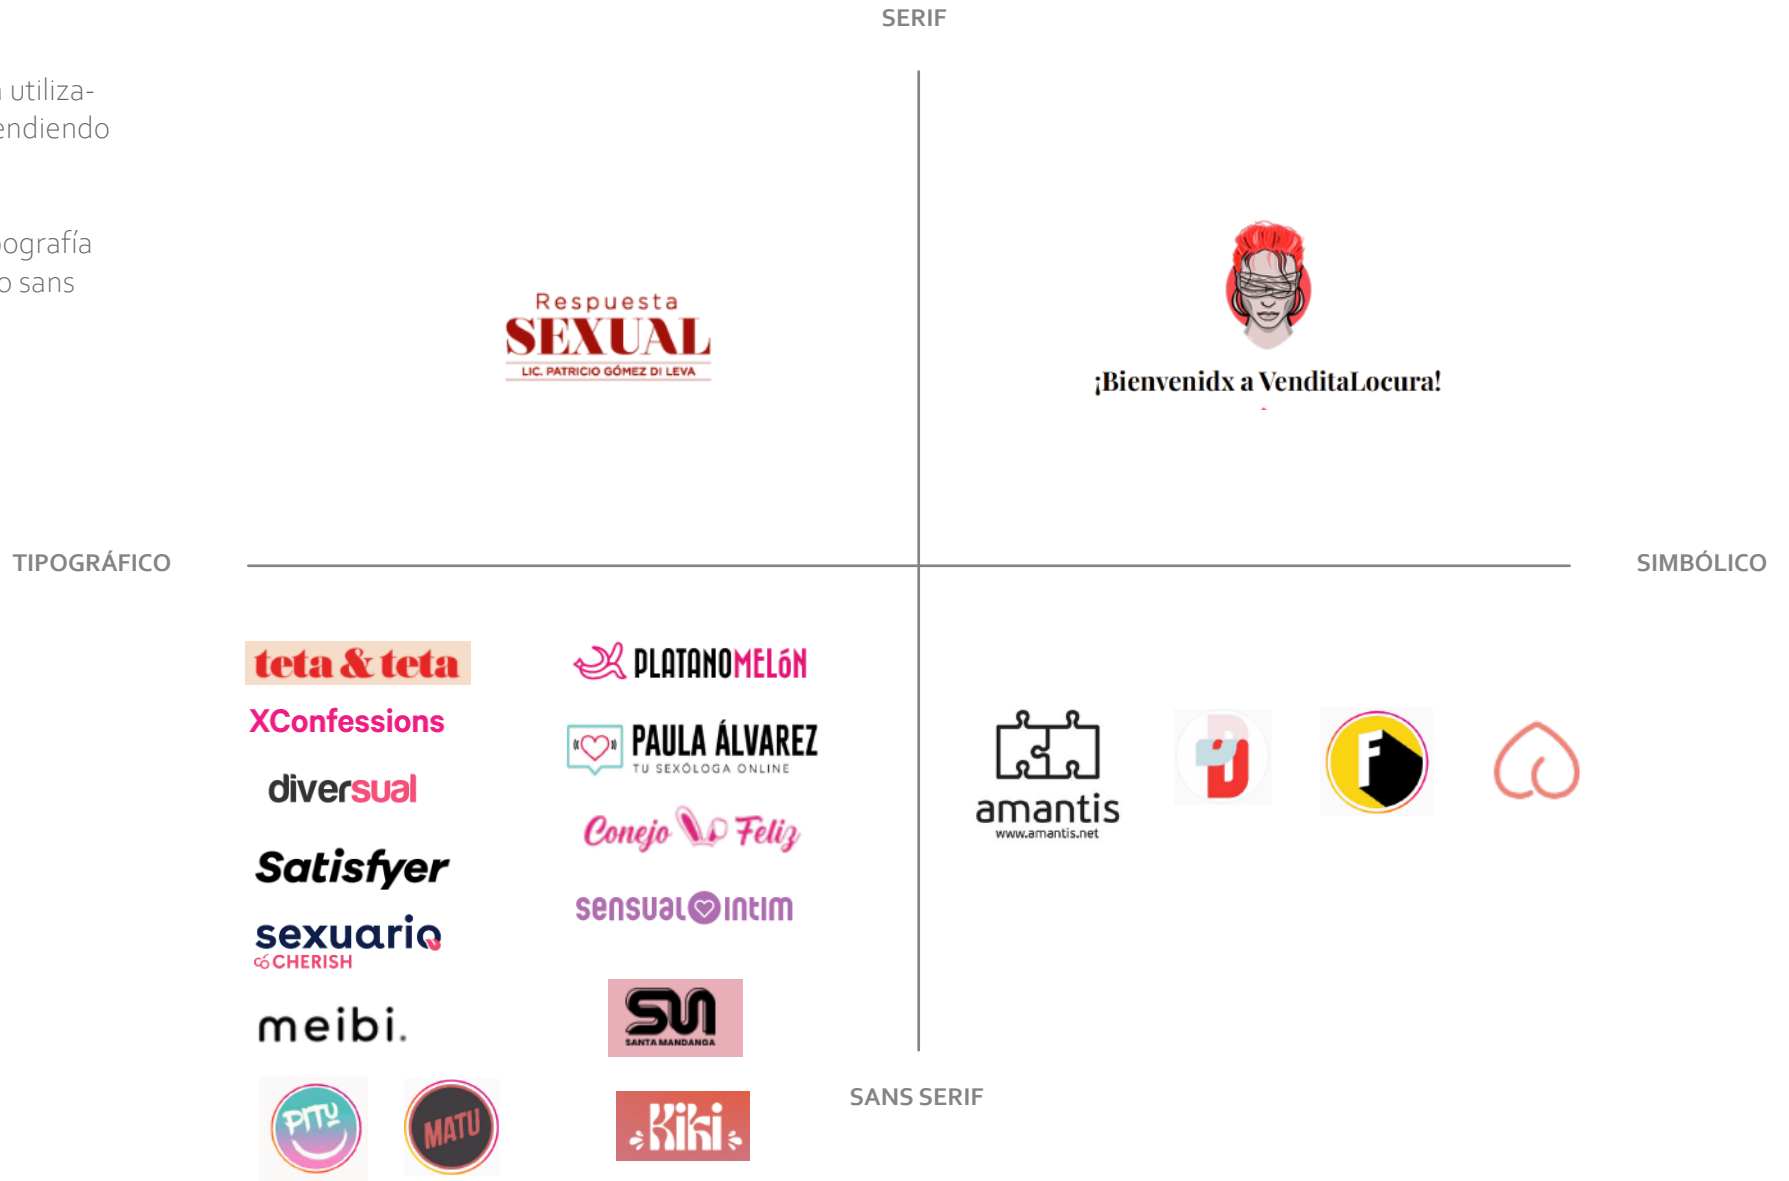 SERIF
utiliza-
endiendo
ografía
o sans
Respuesta
SEXUAL
LIC. PATRICIO GÓMEZ DI LEVA
¡Bienvenidx a VenditaLocura!
TIPOGRÁFICO
SIMBÓLICO
teta & teta
XConfessions
diversual
Satisfyer
sexuario
có CHERISH
meibi.
PITU
MATU
PLATANOMELÓN
PAULA ÁLVAREZ
TU SEXÓLOGA ONLINE
Conejo Feliz
sensual intim
SM
SANTA MANDANGA
Kiki
amantis
www.amantis.net
F
SANS SERIF